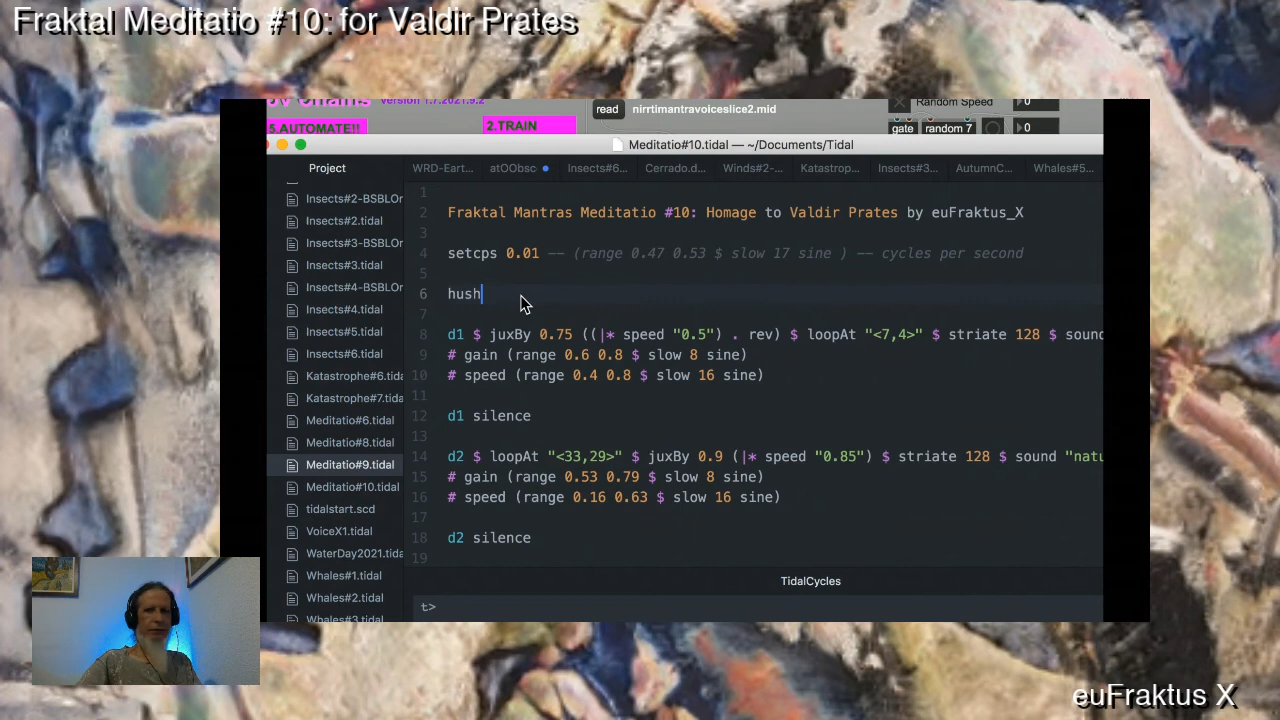 Fraktal Meditatio #10: for Valdir Prates
Version 1.7.2021.9.2
read
nirrtimantravoiceslice2.mid
Random Speed
0
5.AUTOMATE!!
2.TRAIN
gate
random 7
0
Meditatio#10.tidal — ~/Documents/Tidal
Project
WRD-Eart...
atOObsc
Insects#6...
Cerrado.d...
Winds#2-...
Katastrop...
Insects#3...
AutumnC...
Whales#5...
Insects#2-BSBLOr
Insects#2.tidal
Insects#3-BSBLOr
Insects#3.tidal
Insects#4-BSBLOr
Insects#4.tidal
Insects#5.tidal
Insects#6.tidal
Katastrophe#6.tida
Katastrophe#7.tida
Meditatio#6.tidal
Meditatio#8.tidal
Meditatio#9.tidal
Meditatio#10.tidal
tidalstart.scd
VoiceX1.tidal
WaterDay2021.tida
Whales#1.tidal
Whales#2.tidal
Whales#3.tidal
1
2 Fraktal Mantras Meditatio #10: Homage to Valdir Prates by euFraktus_X
3
4 setcps 0.01 -- (range 0.47 0.53 $ slow 17 sine ) -- cycles per second
5
6 hush
7
8 d1 $ juxBy 0.75 ((|* speed "0.5") . rev) $ loopAt "<7,4>" $ striate 128 $ sound
9 # gain (range 0.6 0.8 $ slow 8 sine)
10 # speed (range 0.4 0.8 $ slow 16 sine)
11
12 d1 silence
13
14 d2 $ loopAt "<33,29>" $ juxBy 0.9 (|* speed "0.85") $ striate 128 $ sound "natu
15 # gain (range 0.53 0.79 $ slow 8 sine)
16 # speed (range 0.16 0.63 $ slow 16 sine)
17
18 d2 silence
19
TidalCycles
t>
euFraktus X